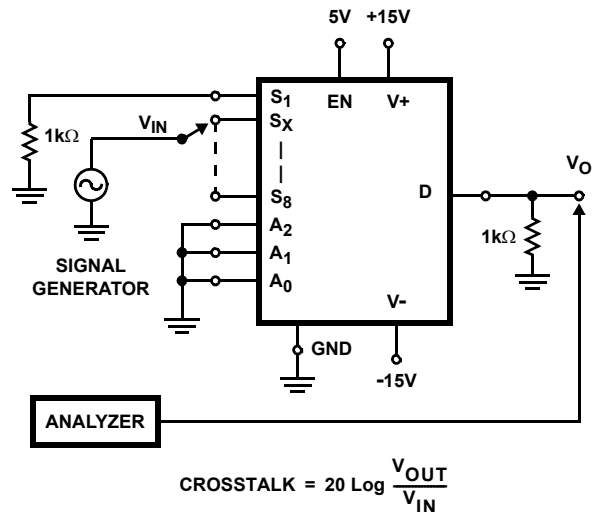 5V +15V
S1
EN V+
VIN
SX
1kΩ
VO
S8
D
A2
1kΩ
A1
SIGNAL
GENERATOR
A0
V-
GND
-15V
ANALYZER
CROSSTALK = 20 Log VOUT
VIN